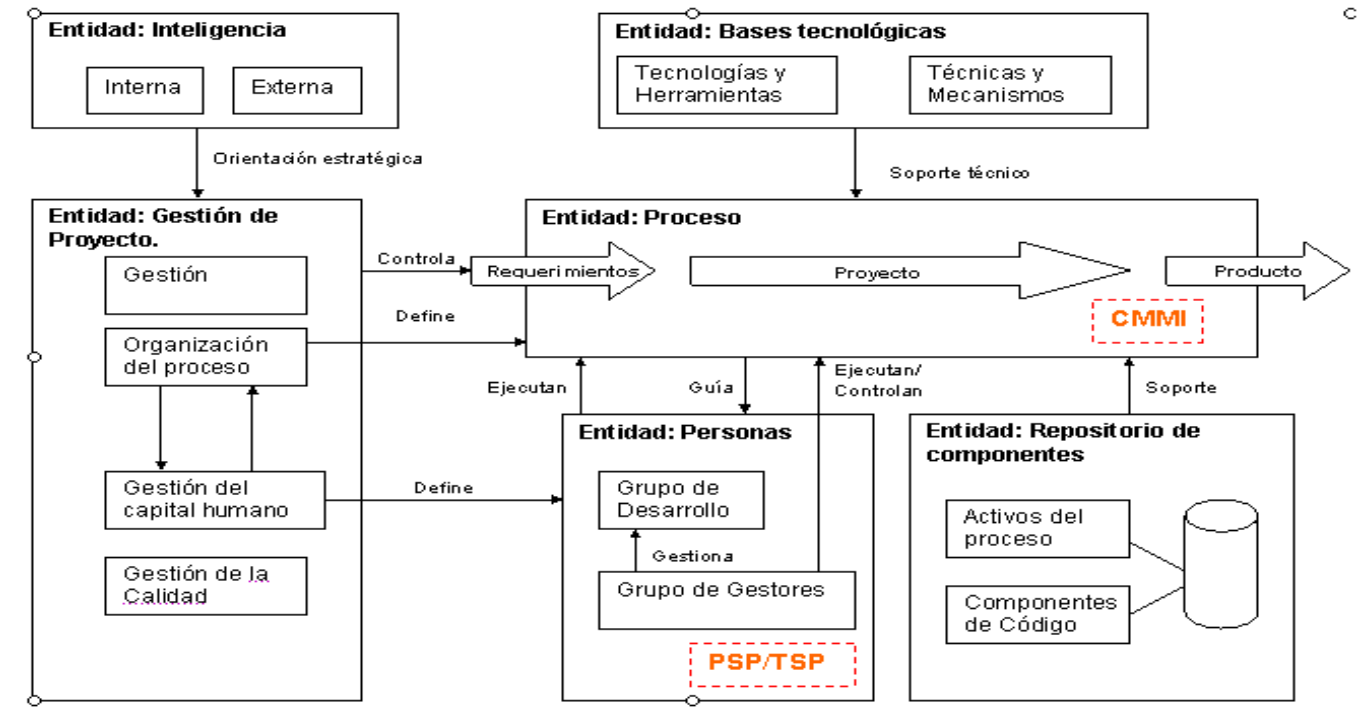 Entidad: Inteligencia
Interna
Externa
Entidad: Bases tecnológicas
Tecnologías y
Herramientas
Técnicas y
Mecanismos
Orientación estratégica
Soporte técnico
Entidad: Gestión de
Proyecto.
Gestión
Organización
del proceso
Gestión del
capital humano
Gestión de la
Calidad
Controla
Define
Define
Entidad: Proceso
Requerimientos
Proyecto
Producto
CMMI
Ejecutan
Guía
Ejecutan/
Controlan
Soporte
Entidad: Personas
Grupo de
Desarrollo
Gestiona
Grupo de Gestores
PSP/TSP
Entidad: Repositorio de
componentes
Activos del
proceso
Componentes
de Código